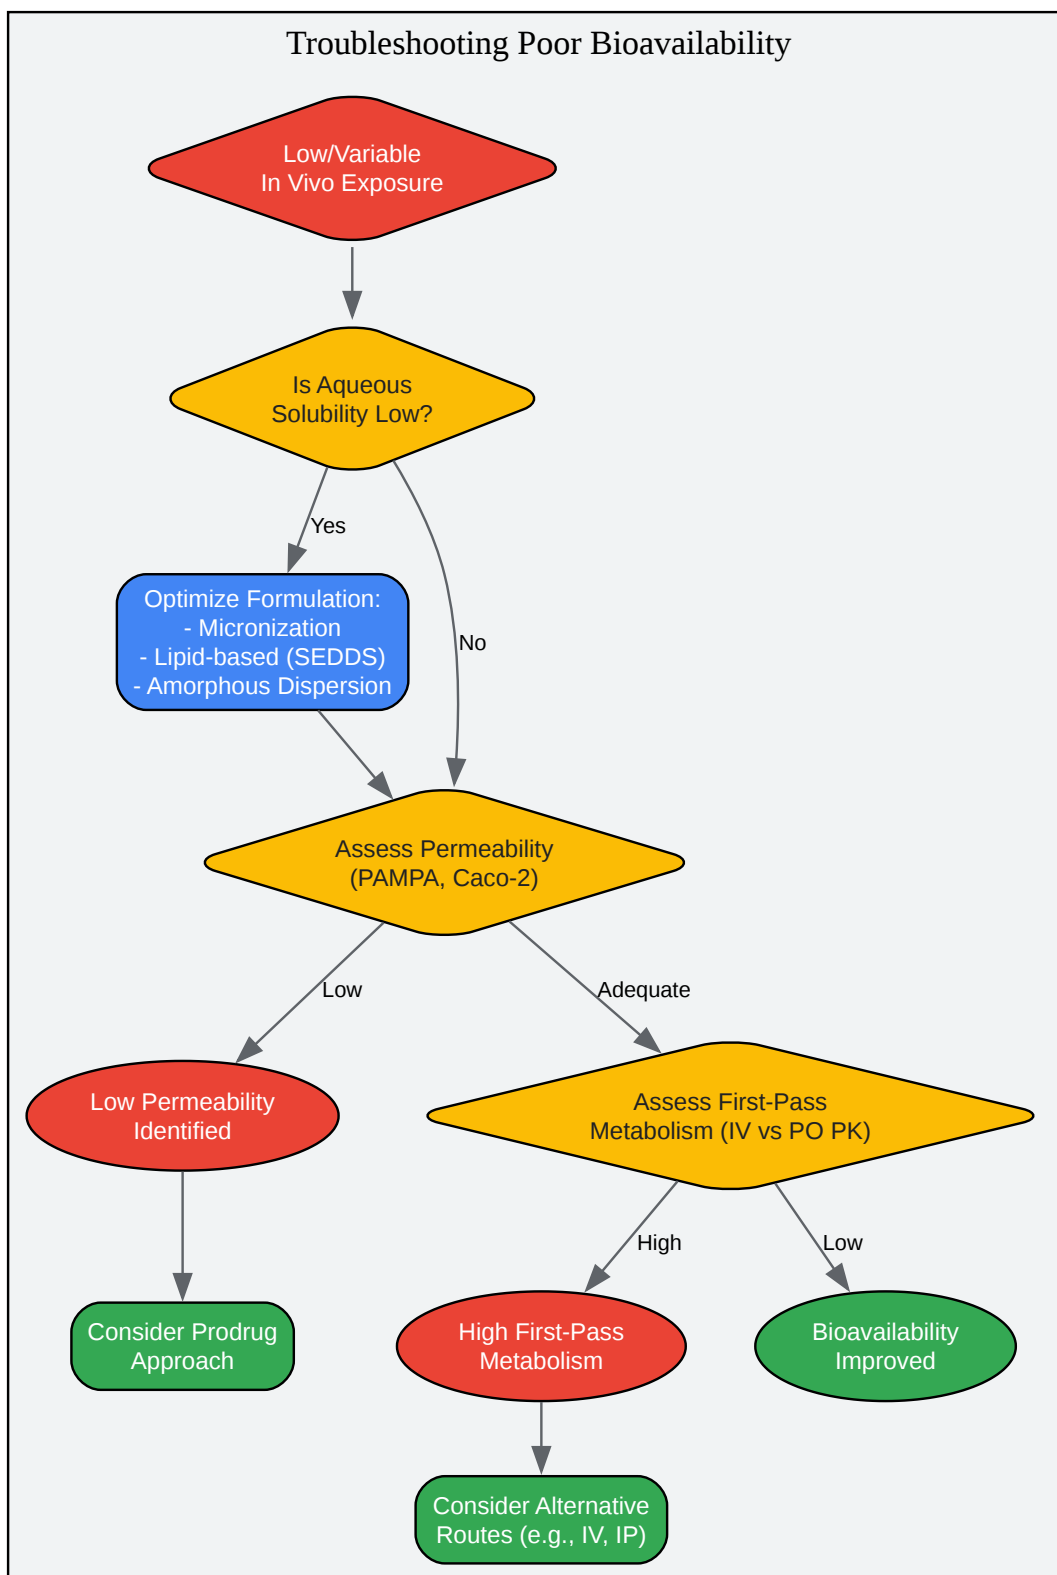 Troubleshooting Poor Bioavailability
Low/Variable
In Vivo Exposure
Is Aqueous
Solubility Low?
Yes
No
Optimize Formulation:
- Micronization
- Lipid-based (SEDDS)
- Amorphous Dispersion
Assess Permeability
(PAMPA, Caco-2)
Low
Adequate
Low Permeability
Identified
Assess First-Pass
Metabolism (IV vs PO PK)
High
Low
Consider Prodrug
Approach
High First-Pass
Metabolism
Bioavailability
Improved
Consider Alternative
Routes (e.g., IV, IP)